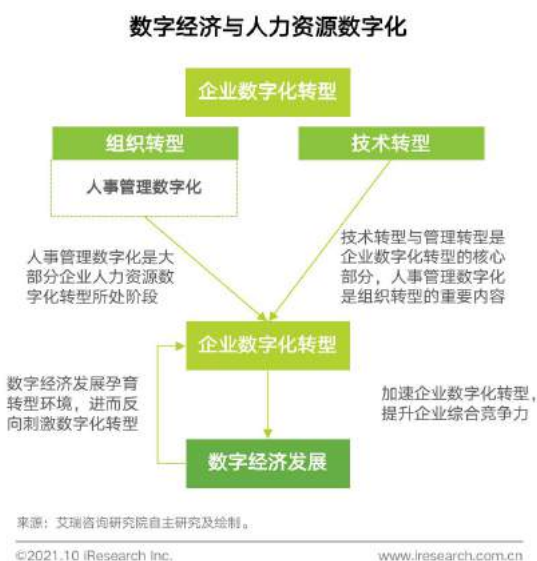 数字经济与人力资源数字化
企业数字化转型
组织转型
技术转型
人事管理数字化
人事管理数字化是大
部分企业人力资源数
字化转型所处阶段
技术转型与管理转型是
企业数字化转型的核心
部分，人事管理数字化
是组织转型的重要内容
企业数字化转型
数字经济发展孕育
转型环境，进而反
向刺激数字化转型
加速企业数字化转型，
提升企业综合竞争力
数字经济发展
来源：艾瑞咨询研究院自主研究及绘制。
©2021.10 iResearch Inc.
www.iresearch.com.cn